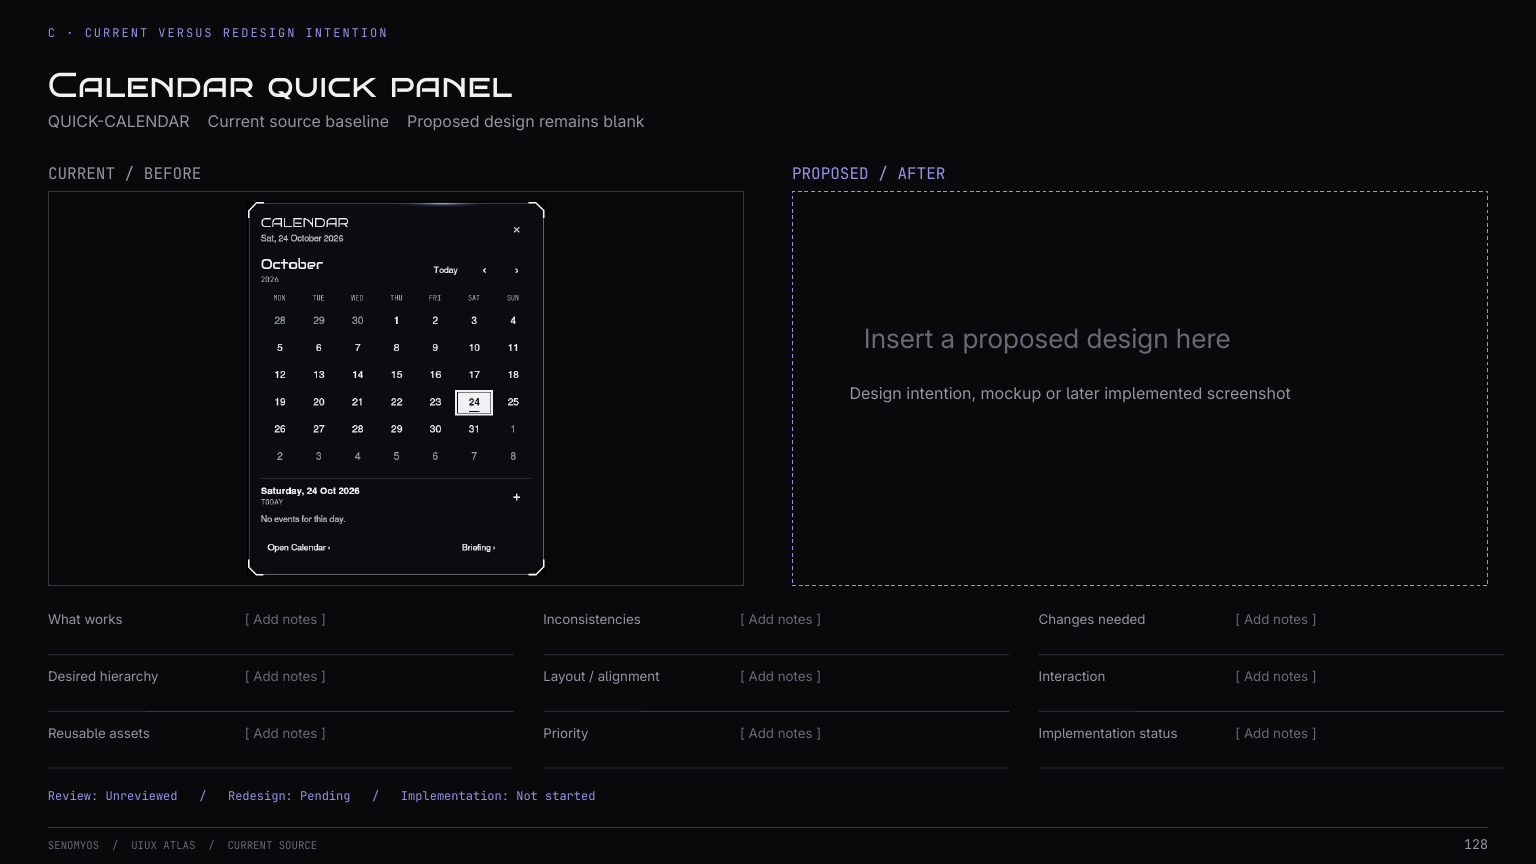 C · CURRENT VERSUS REDESIGN INTENTION
CALENDAR QUICK PANEL
QUICK-CALENDAR Current source baseline Proposed design remains blank
CURRENT / BEFORE
CALENDAR
×
Sat, 24 October 2026
October
Today ‹ ›
2026
MON TUE WED THU FRI SAT SUN
28 29 30 1 2 3 4
5 6 7 8 9 10 11
12 13 14 15 16 17 18
19 20 21 22 23 24 25
26 27 28 29 30 31 1
2 3 4 5 6 7 8
Saturday, 24 Oct 2026
+
TODAY
No events for this day.
Open Calendar › Briefing ›
PROPOSED / AFTER
Insert a proposed design here
Design intention, mockup or later implemented screenshot
What works [ Add notes ] Inconsistencies [ Add notes ] Changes needed [ Add notes ]
Desired hierarchy [ Add notes ] Layout / alignment [ Add notes ] Interaction [ Add notes ]
Reusable assets [ Add notes ] Priority [ Add notes ] Implementation status [ Add notes ]
Review: Unreviewed / Redesign: Pending / Implementation: Not started
SENOMYOS / UIUX ATLAS / CURRENT SOURCE 128